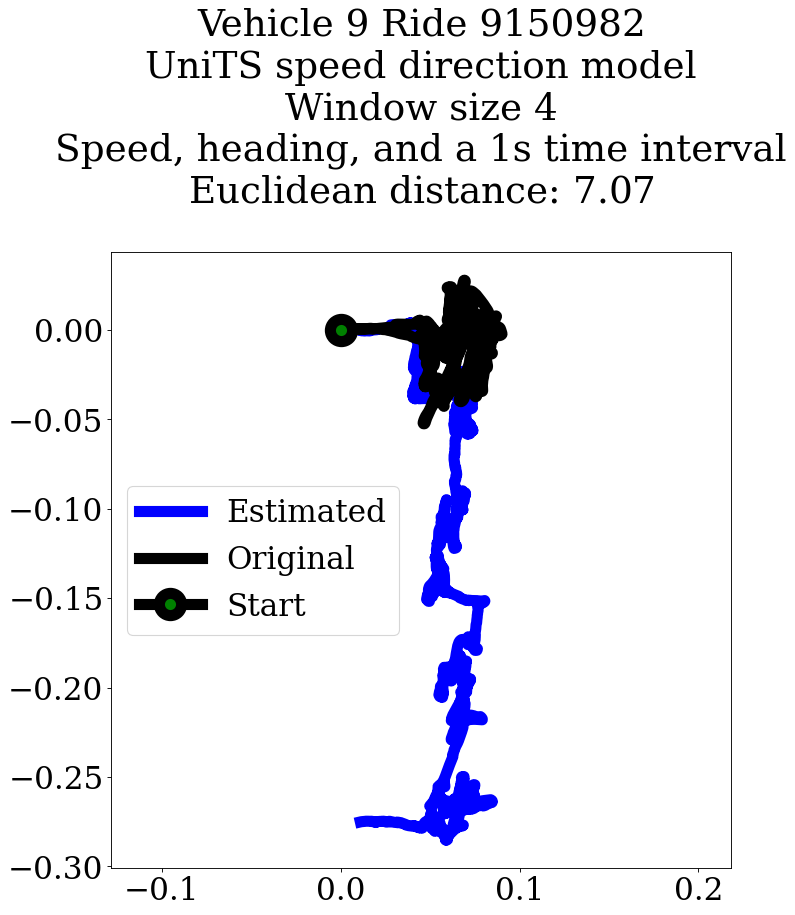 Vehicle 9 Ride 9150982
UniTS speed direction model
Window size 4
Speed, heading, and a 1s time interval
Euclidean distance: 7.07
0.00
−0.05
−0.10
−0.15
−0.20
−0.25
−0.30
Estimated
Original
Start
−0.1
0.0
0.1
0.2